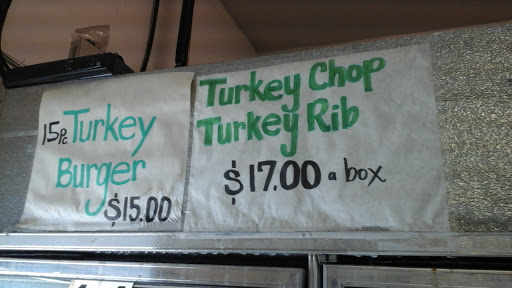 15pc Turkey
Burger
$15.00
Turkey Chop
Turkey Rib
$17.00 a box